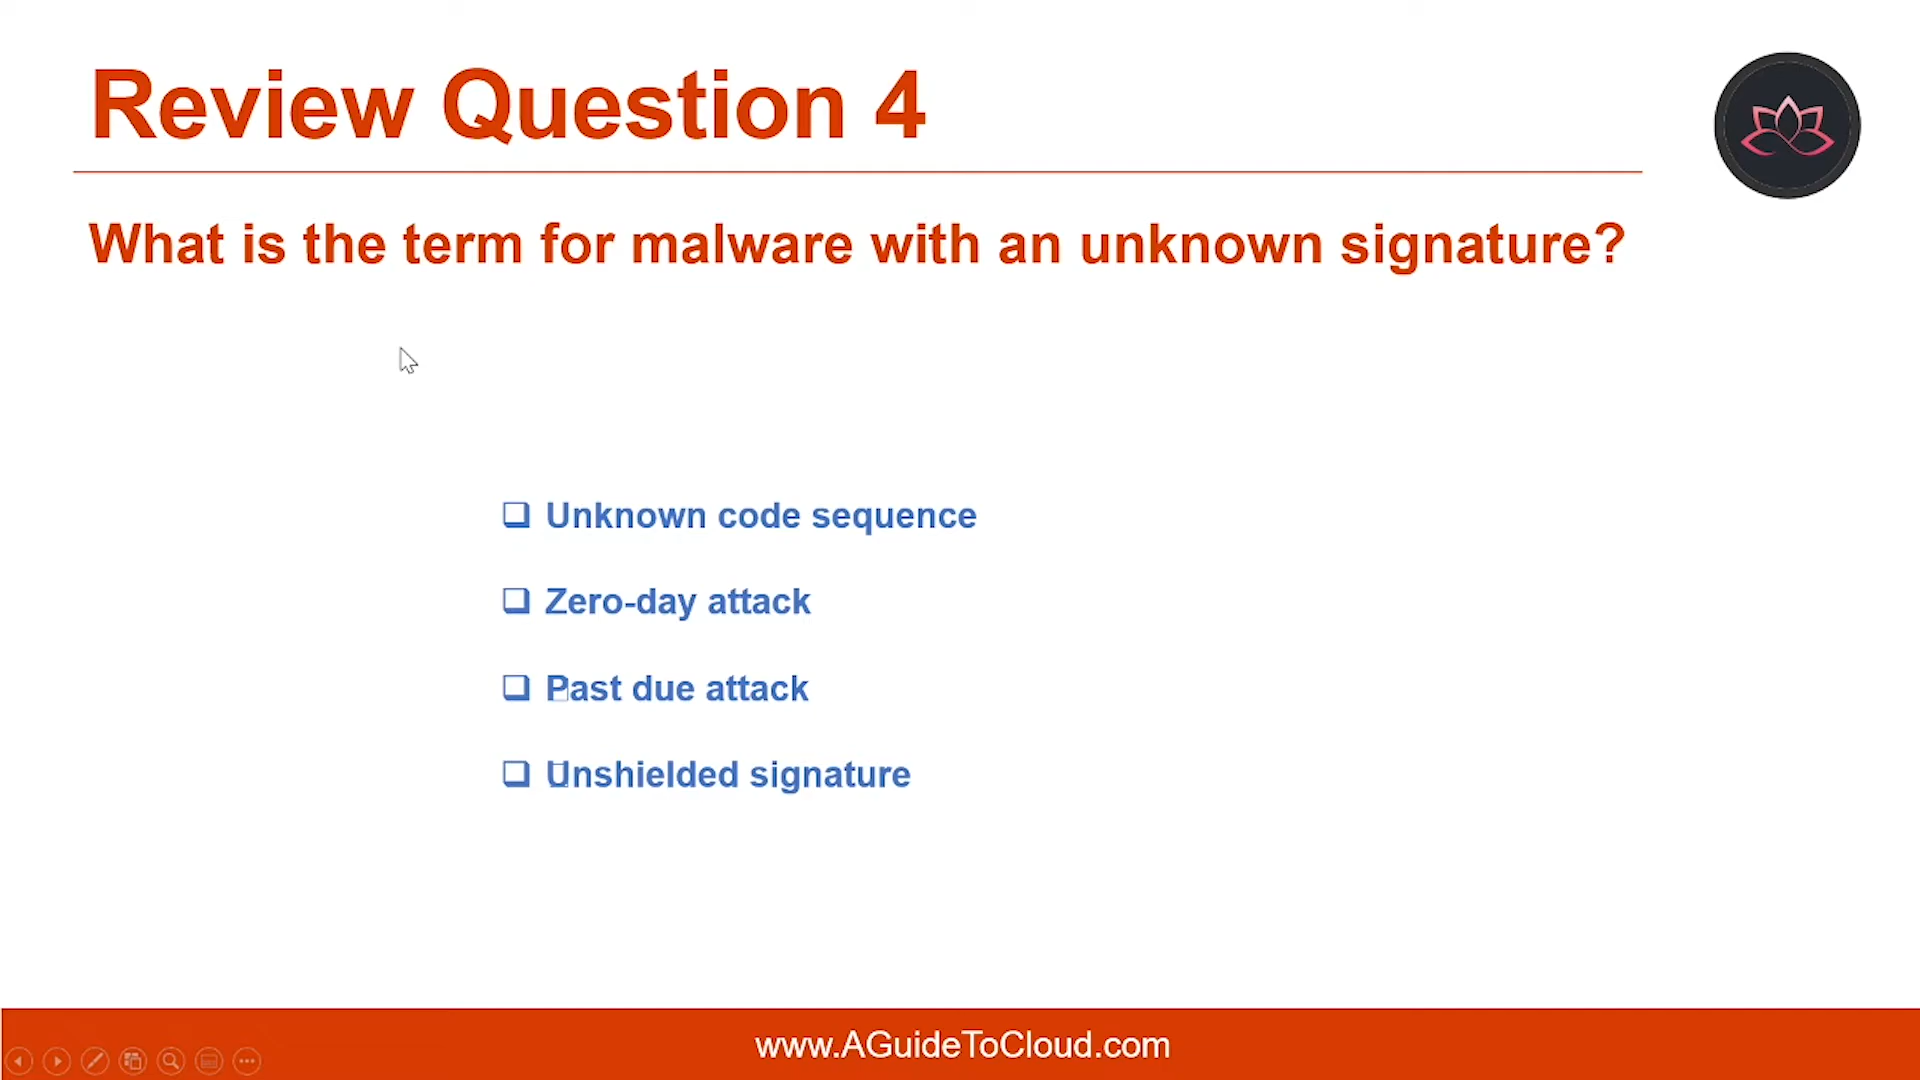 Review Question 4
What is the term for malware with an unknown signature?
Unknown code sequence
Zero-day attack
Past due attack
Unshielded signature
www.AGuideToCloud.com